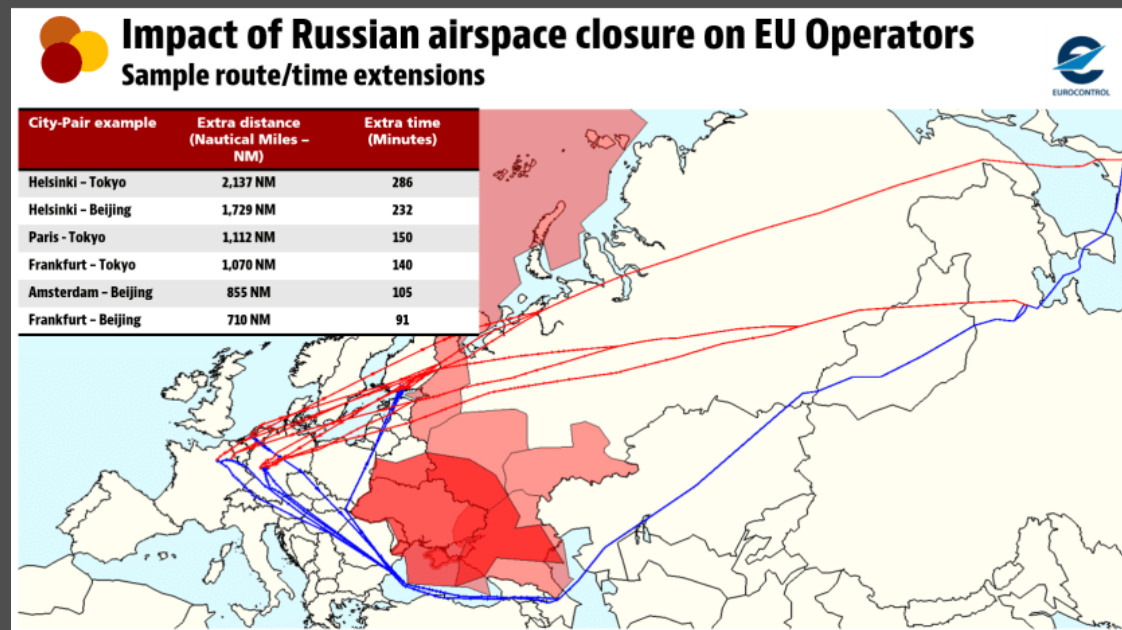 Impact of Russian airspace closure on EU Operators
Sample route/time extensions
EUROCONTROL
City-Pair example Extra distance (Nautical Miles – NM) Extra time (Minutes)
Helsinki – Tokyo 2,137 NM 286
Helsinki – Beijing 1,729 NM 232
Paris - Tokyo 1,112 NM 150
Frankfurt – Tokyo 1,070 NM 140
Amsterdam – Beijing 855 NM 105
Frankfurt – Beijing 710 NM 91